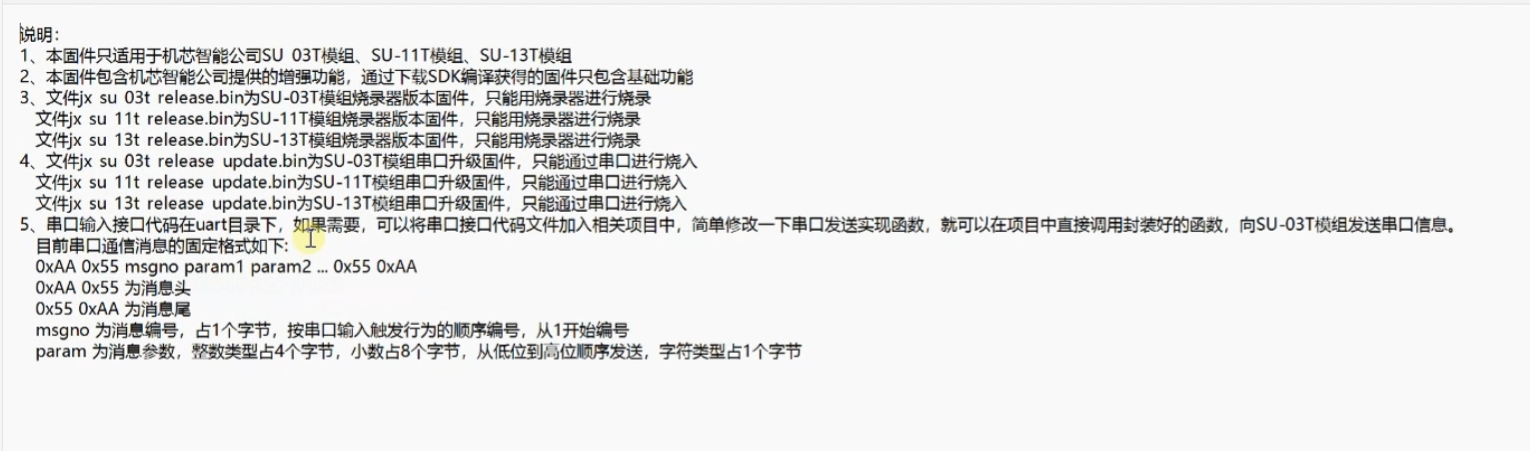 说明：
1、本固件只适用于机芯智能公司SU 03T模组、SU-11T模组、SU-13T模组
2、本固件包含机芯智能公司提供的增强功能，通过下载SDK编译获得的固件只包含基础功能
3、文件jx su 03t release.bin为SU-03T模组烧录器版本固件，只能用烧录器进行烧录
文件jx su 11t release.bin为SU-11T模组烧录器版本固件，只能用烧录器进行烧录
文件jx su 13t release.bin为SU-13T模组烧录器版本固件，只能用烧录器进行烧录
4、文件jx su 03t release update.bin为SU-03T模组串口升级固件，只能通过串口进行烧入
文件jx su 11t release update.bin为SU-11T模组串口升级固件，只能通过串口进行烧入
文件jx su 13t release update.bin为SU-13T模组串口升级固件，只能通过串口进行烧入
5、串口输入接口代码在uart目录下，如果需要，可以将串口接口代码文件加入相关项目中，简单修改一下串口发送实现函数，就可以在项目中直接调用封装好的函数，向SU-03T模组发送串口信息。
目前串口通信消息的固定格式如下：
0xAA 0x55 msgno param1 param2 ... 0x55 0xAA
0xAA 0x55 为消息头
0x55 0xAA 为消息尾
msgno 为消息编号，占1个字节，按串口输入触发行为的顺序编号，从1开始编号
param 为消息参数，整数类型占4个字节，小数占8个字节，从低位到高位顺序发送，字符类型占1个字节